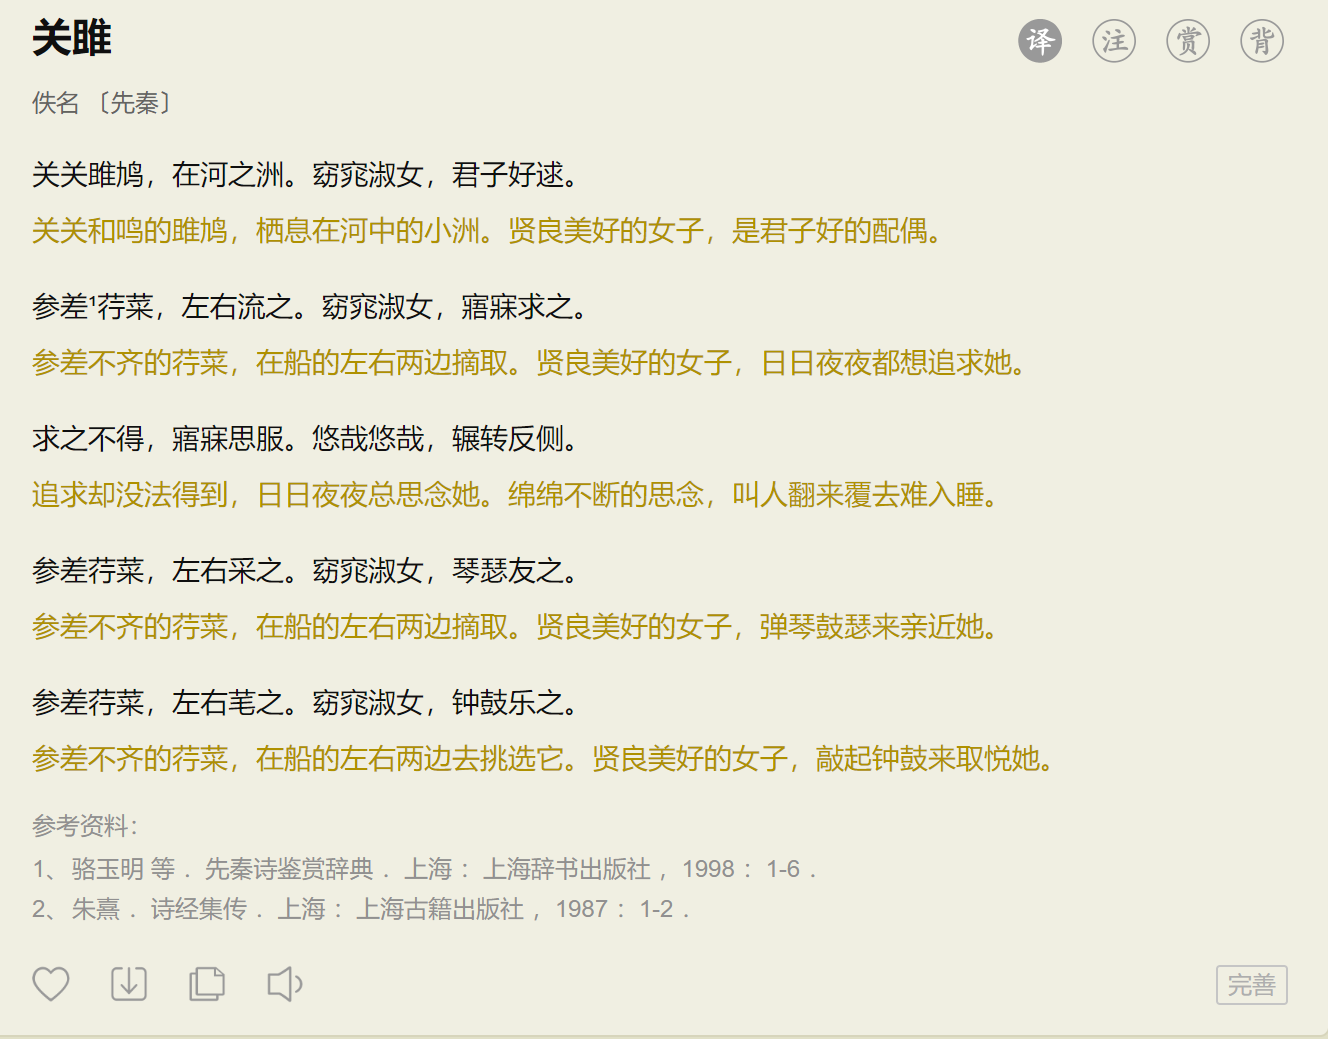 关雎
译 注 赏 背
佚名 〔先秦〕
关关雎鸠，在河之洲。窈窕淑女，君子好逑。
关关和鸣的雎鸠，栖息在河中的小洲。贤良美好的女子，是君子好的配偶。
参差¹荇菜，左右流之。窈窕淑女，寤寐求之。
参差不齐的荇菜，在船的左右两边摘取。贤良美好的女子，日日夜夜都想追求她。
求之不得，寤寐思服。悠哉悠哉，辗转反侧。
追求却没法得到，日日夜夜总思念她。绵绵不断的思念，叫人翻来覆去难入睡。
参差荇菜，左右采之。窈窕淑女，琴瑟友之。
参差不齐的荇菜，在船的左右两边摘取。贤良美好的女子，弹琴鼓瑟来亲近她。
参差荇菜，左右芼之。窈窕淑女，钟鼓乐之。
参差不齐的荇菜，在船的左右两边去挑选它。贤良美好的女子，敲起钟鼓来取悦她。
参考资料：
1、 骆玉明 等 ．先秦诗鉴赏辞典 ．上海 ：上海辞书出版社 ，1998 ：1-6 ．
2、 朱熹 ．诗经集传 ．上海 ：上海古籍出版社 ，1987 ：1-2 ．
完善